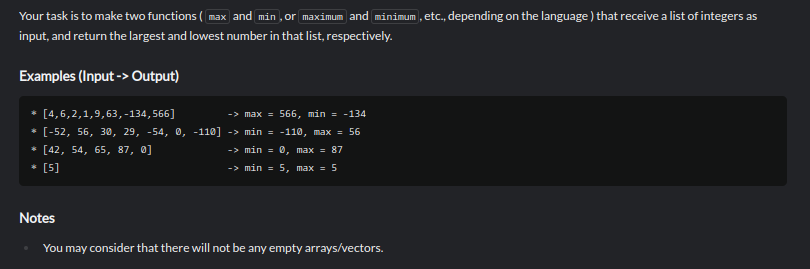 Your task is to make two functions ( max and min , or maximum and minimum , etc., depending on the language ) that receive a list of integers as
input, and return the largest and lowest number in that list, respectively.
Examples (Input -> Output)
* [4,6,2,1,9,63,-134,566] -> max = 566, min = -134
* [-52, 56, 30, 29, -54, 0, -110] -> min = -110, max = 56
* [42, 54, 65, 87, 0] -> min = 0, max = 87
* [5] -> min = 5, max = 5
Notes
• You may consider that there will not be any empty arrays/vectors.